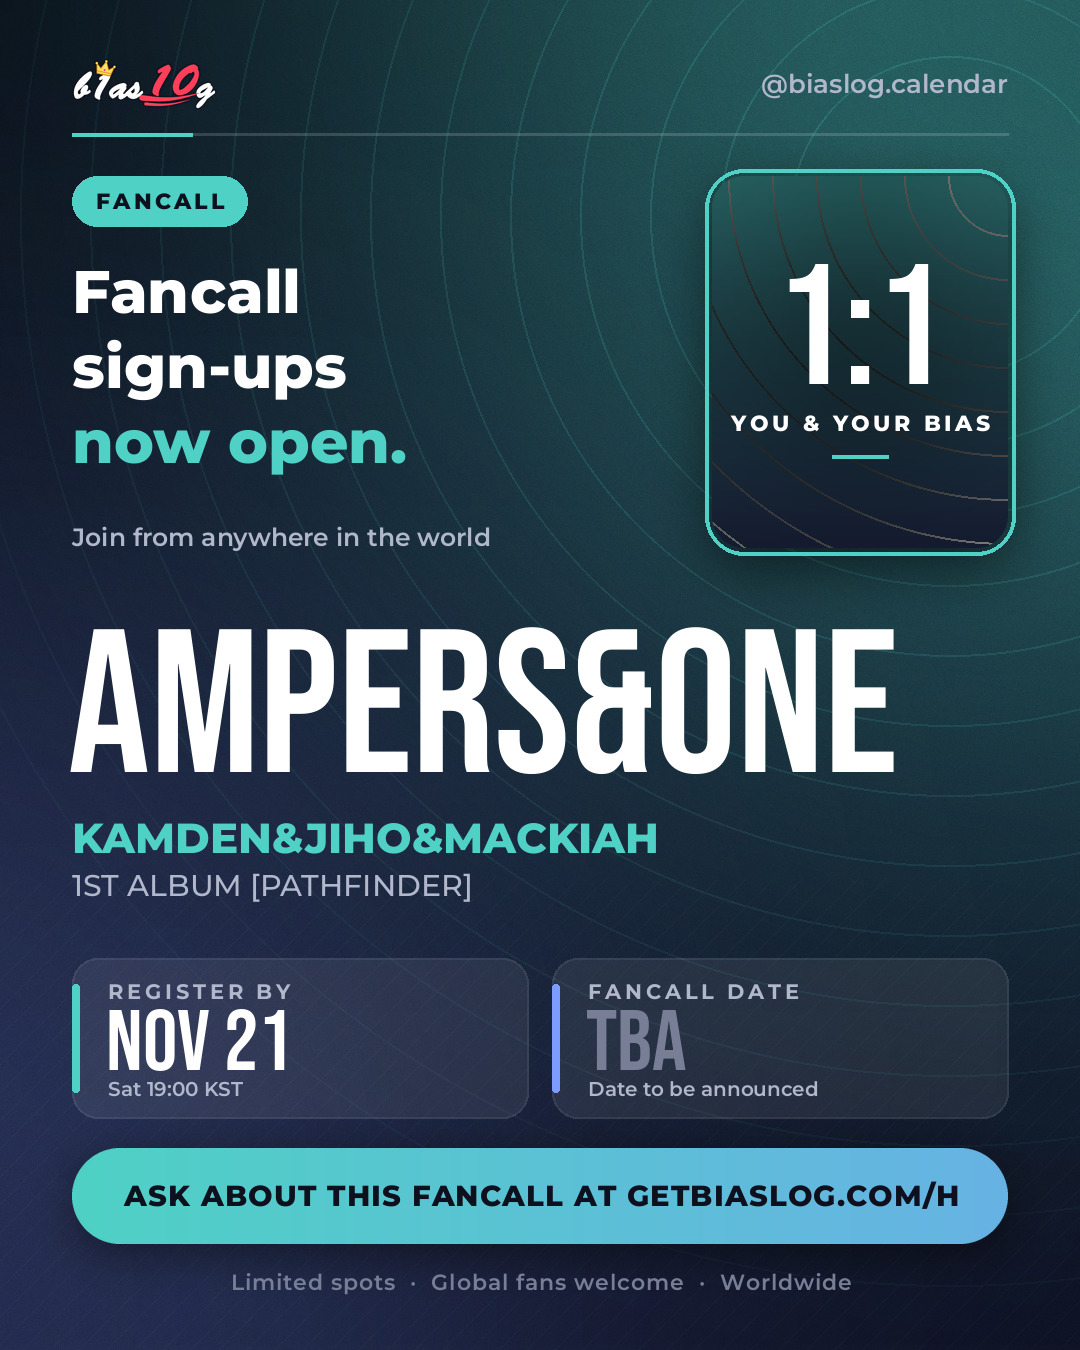 b1as10g
@biaslog.calendar
FANCALL
Fancall
sign-ups
now open.
Join from anywhere in the world
1:1
YOU & YOUR BIAS
AMPERS&ONE
KAMDEN&JIHO&MACKIAH
1ST ALBUM [PATHFINDER]
REGISTER BY
NOV 21
Sat 19:00 KST
FANCALL DATE
TBA
Date to be announced
ASK ABOUT THIS FANCALL AT GETBIASLOG.COM/H
Limited spots · Global fans welcome · Worldwide